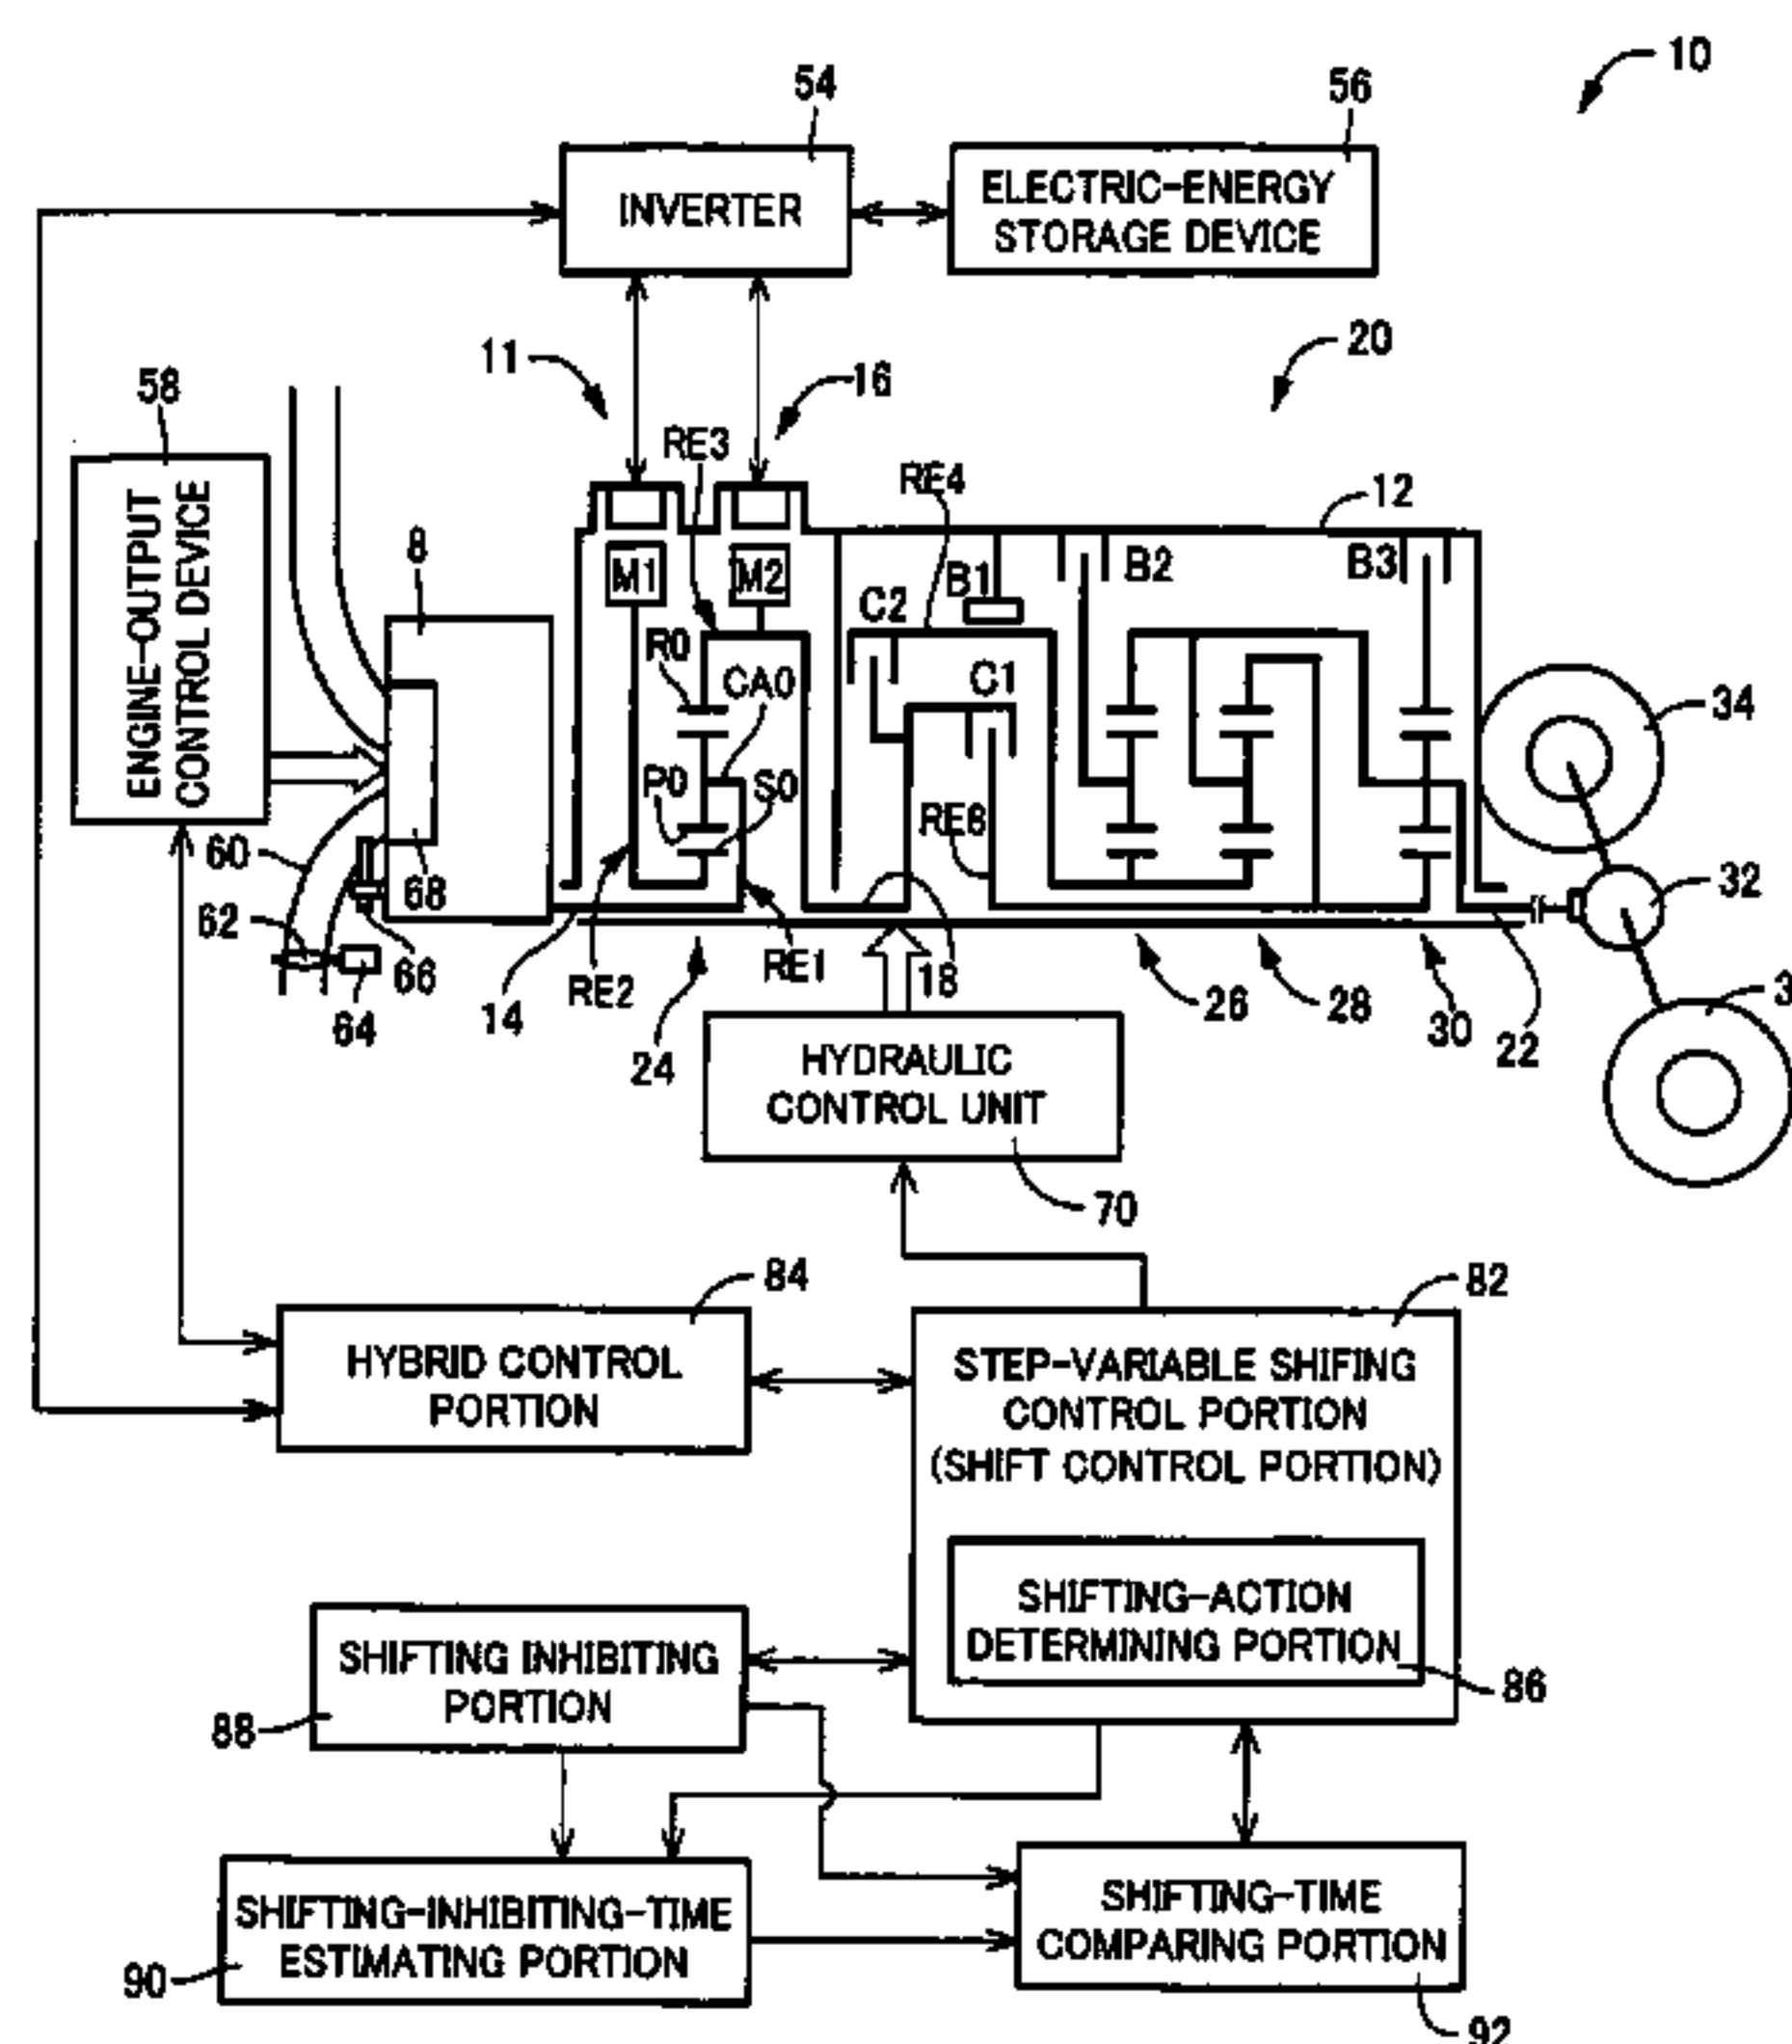 10
54
56
INVERTER
ELECTRIC-ENERGY
STORAGE DEVICE
11
16
20
58
RE3
RE4
12
ENGINE-OUTPUT
CONTROL DEVICE
8
M1
M2
B1
B2
B3
C2
R0
CA0
C1
34
P0
S0
RE6
60
68
32
62
66
RE2
RE1
18
64
14
24
26
28
30
22
3
HYDRAULIC
CONTROL UNIT
70
84
82
HYBRID CONTROL
PORTION
STEP-VARIABLE SHIFING
CONTROL PORTION
(SHIFT CONTROL PORTION)
SHIFTING-ACTION
DETERMINING PORTION
86
SHIFTING INHIBITING
PORTION
88
SHIFTING-INHIBITING-TIME
ESTIMATING PORTION
90
SHIFTING-TIME
COMPARING PORTION
92